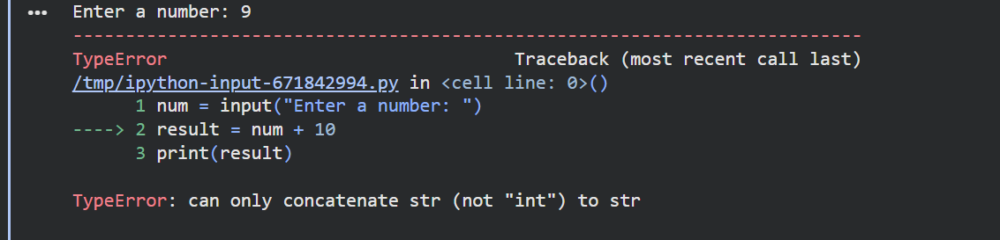 ••• Enter a number: 9
---------------------------------------------------------------------------
TypeError                                 Traceback (most recent call last)
/tmp/ipython-input-671842994.py in <cell line: 0>()
      1 num = input("Enter a number: ")
----> 2 result = num + 10
      3 print(result)
TypeError: can only concatenate str (not "int") to str